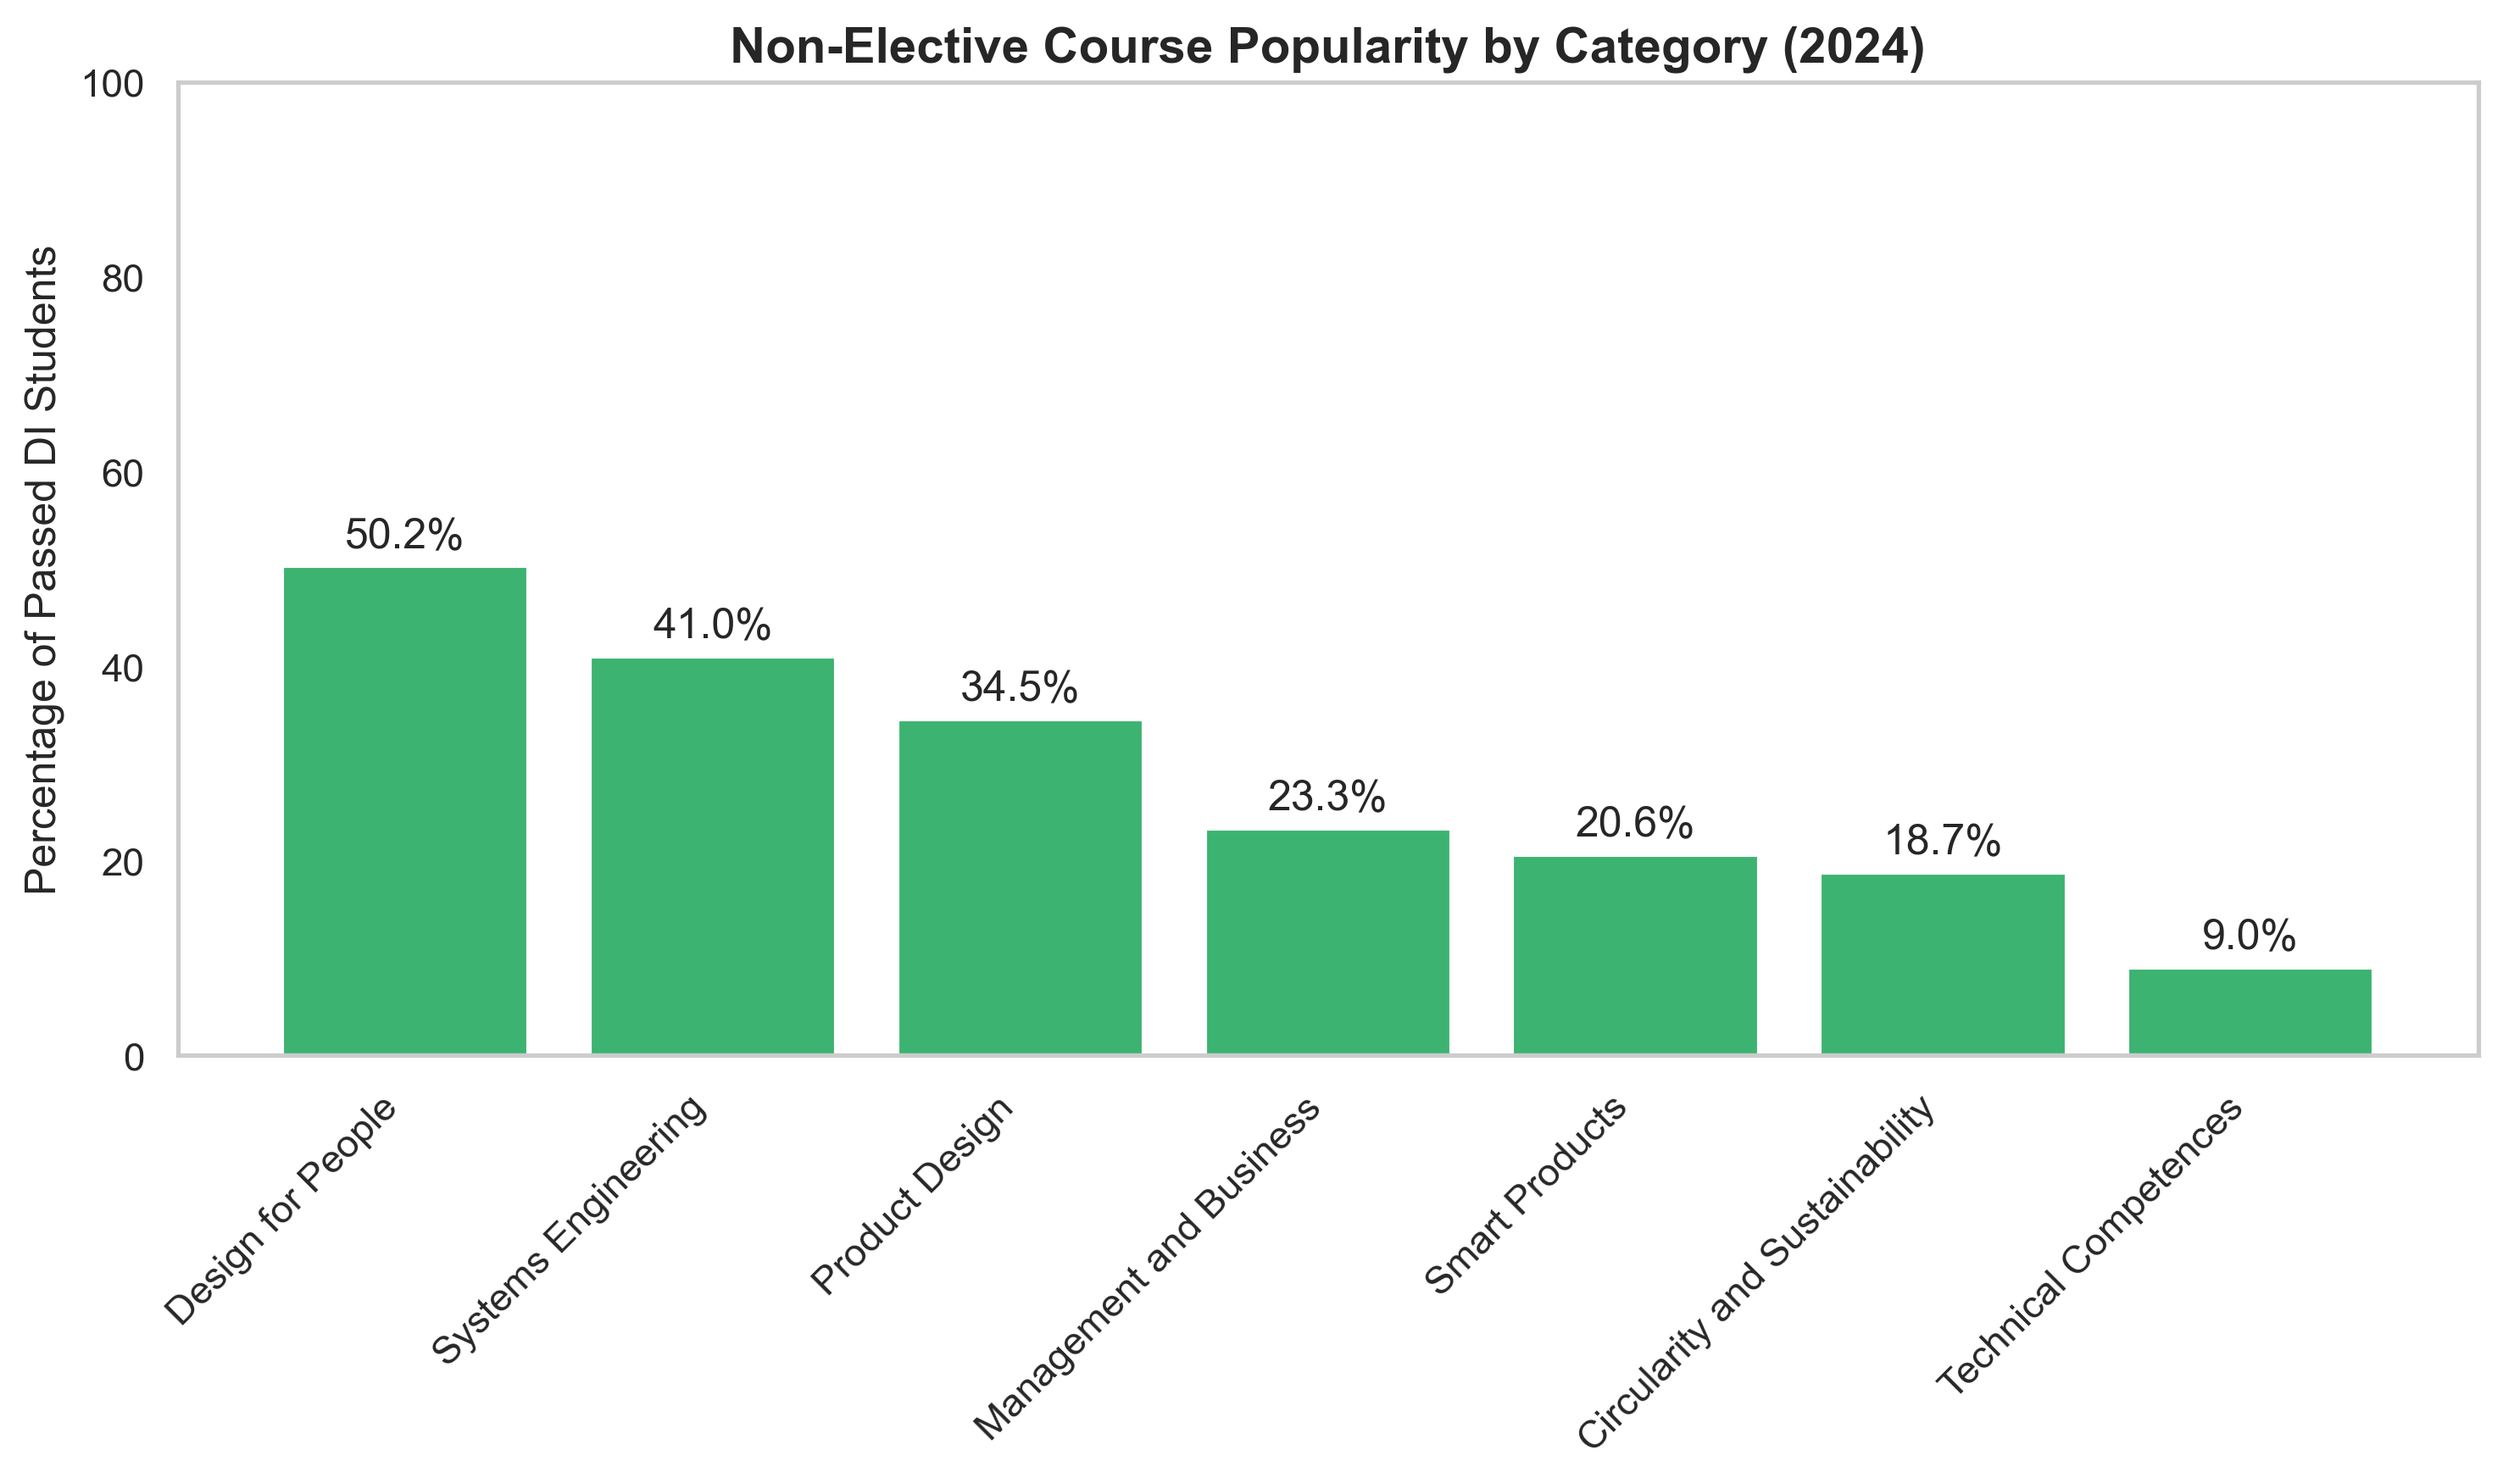 Non-Elective Course Popularity by Category (2024)
Percentage of Passed DI Students
100
80
60
40
20
0
50.2%
41.0%
34.5%
23.3%
20.6%
18.7%
9.0%
Design for People
Systems Engineering
Product Design
Management and Business
Smart Products
Circularity and Sustainability
Technical Competences